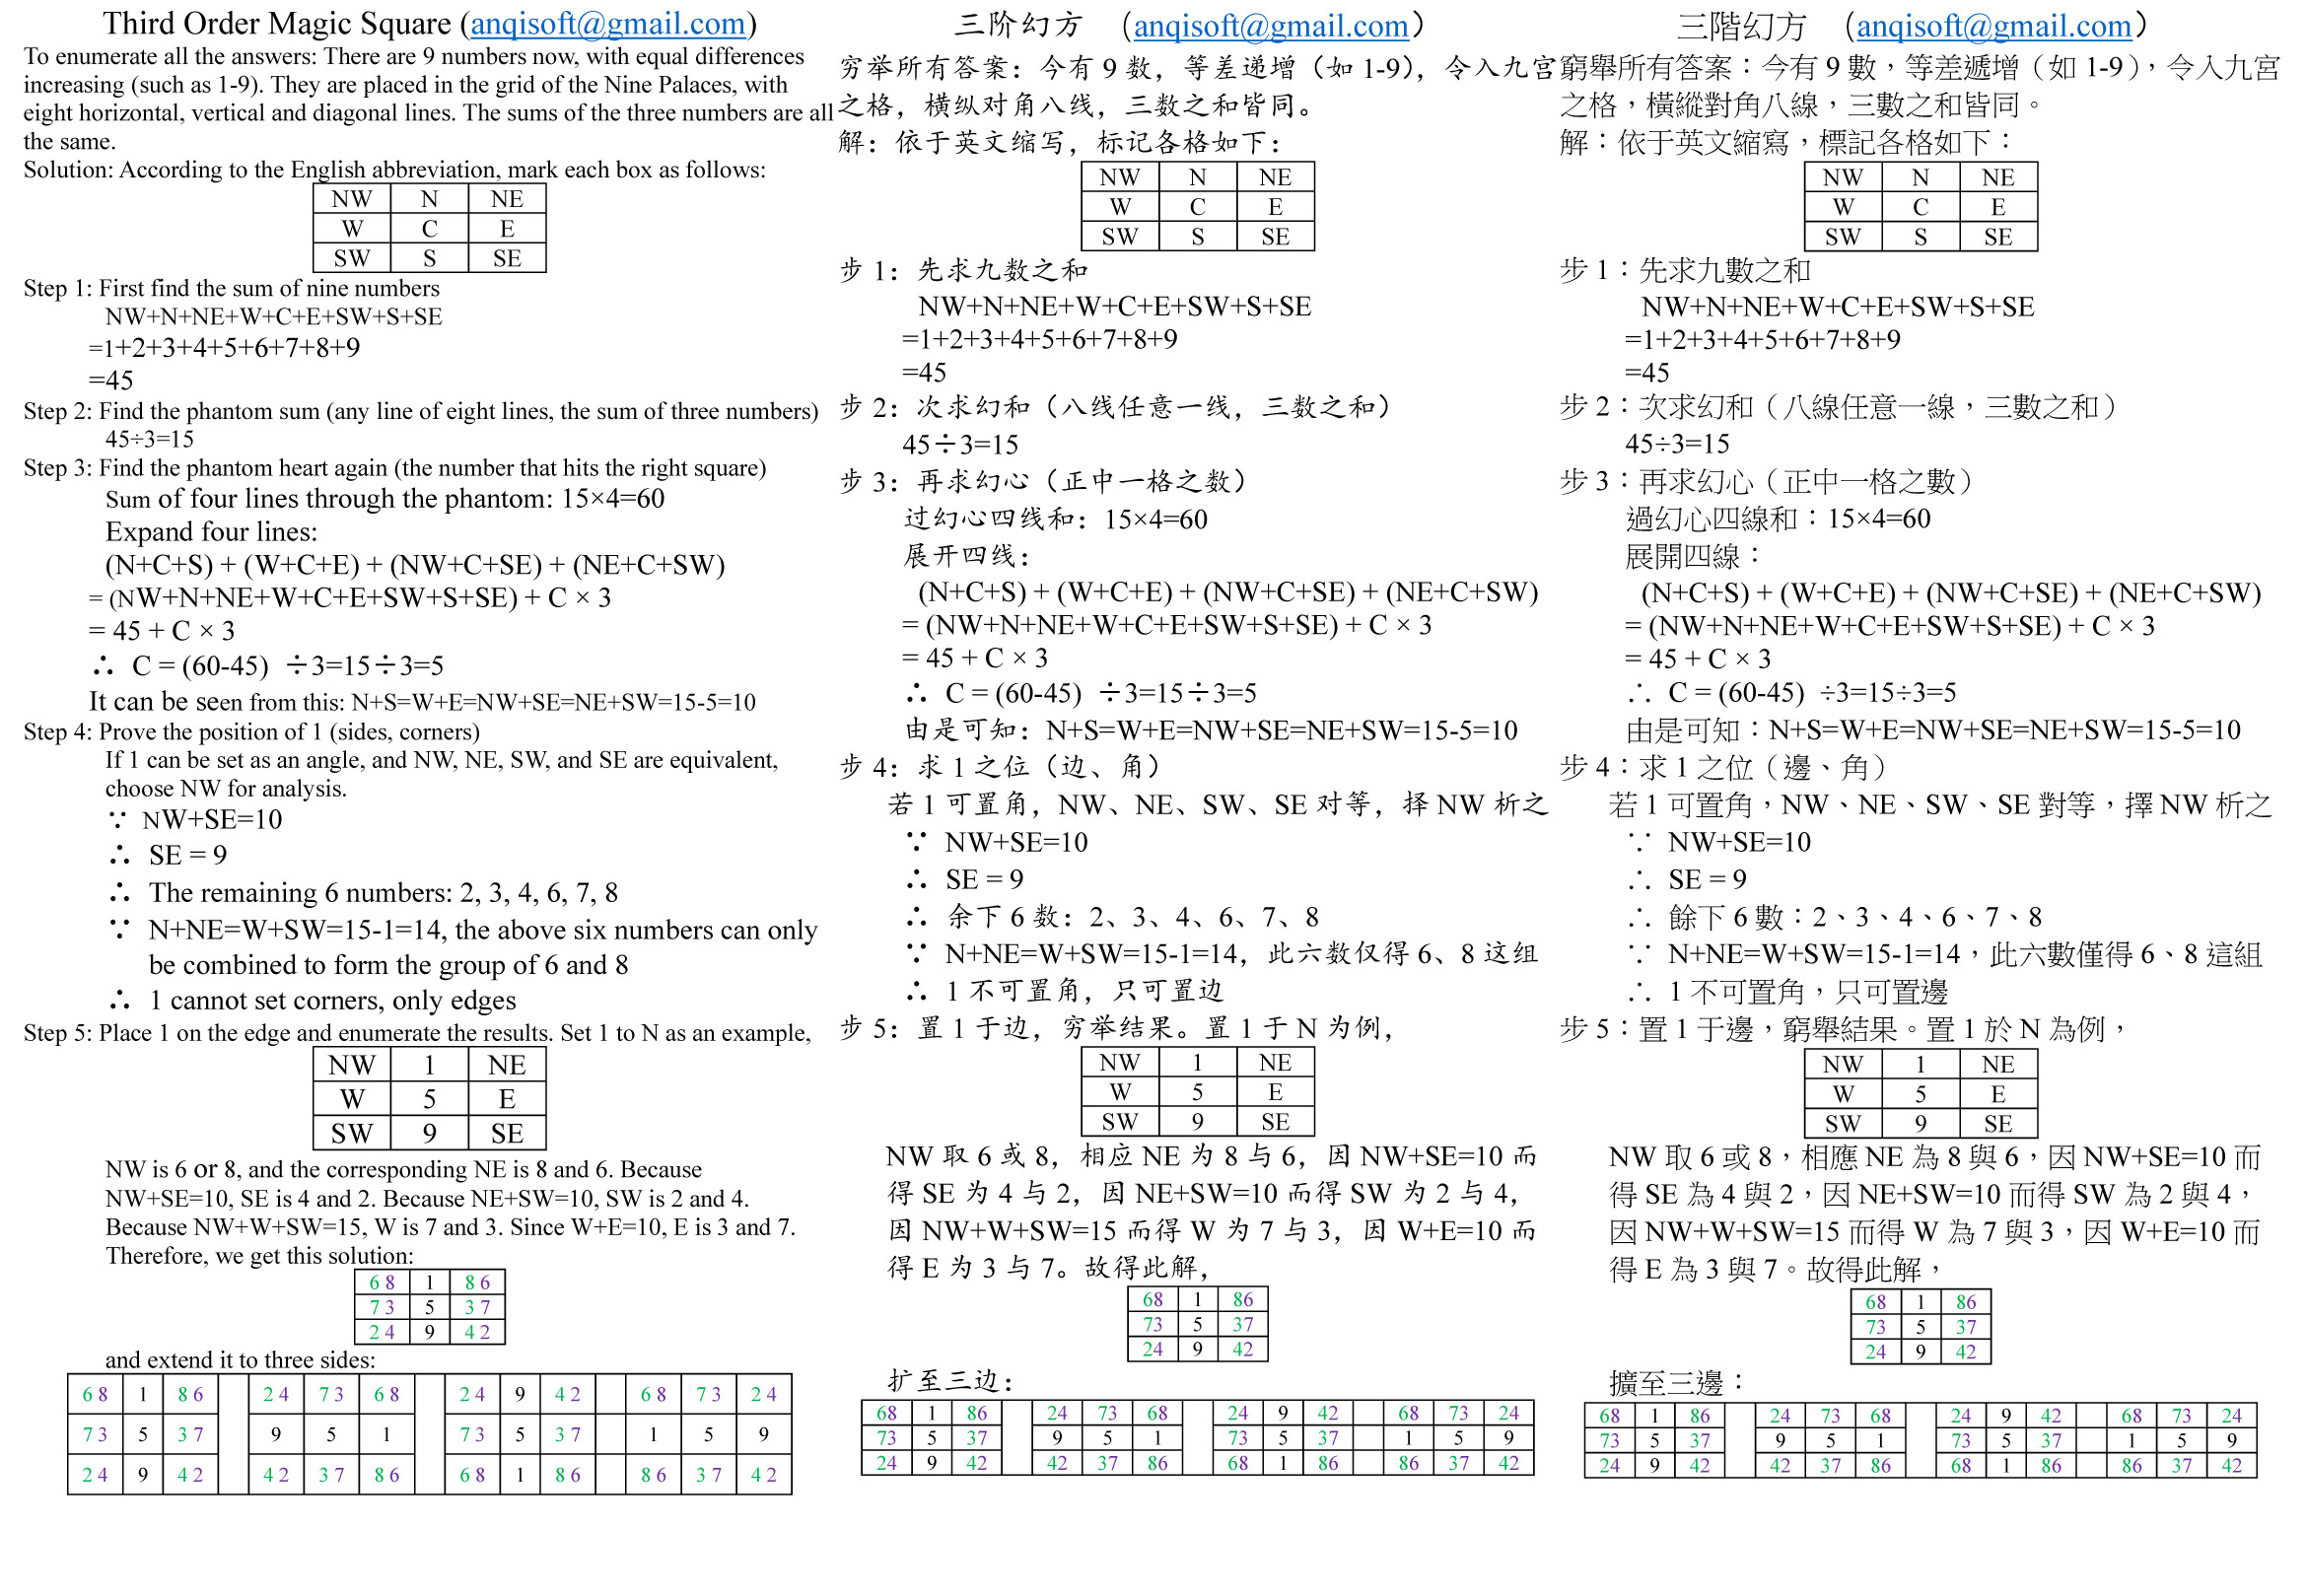 Third Order Magic Square (anqisoft@gmail.com)
To enumerate all the answers: There are 9 numbers now, with equal differences
increasing (such as 1-9). They are placed in the grid of the Nine Palaces, with
eight horizontal, vertical and diagonal lines. The sums of the three numbers are all
the same.
Solution: According to the English abbreviation, mark each box as follows:
NW N NE
W C E
SW S SE
Step 1: First find the sum of nine numbers
NW+N+NE+W+C+E+SW+S+SE
=1+2+3+4+5+6+7+8+9
=45
Step 2: Find the phantom sum (any line of eight lines, the sum of three numbers)
45÷3=15
Step 3: Find the phantom heart again (the number that hits the right square)
Sum of four lines through the phantom: 15×4=60
Expand four lines:
(N+C+S) + (W+C+E) + (NW+C+SE) + (NE+C+SW)
= (NW+N+NE+W+C+E+SW+S+SE) + C × 3
= 45 + C × 3
∴ C = (60-45) ÷3=15÷3=5
It can be seen from this: N+S=W+E=NW+SE=NE+SW=15-5=10
Step 4: Prove the position of 1 (sides, corners)
If 1 can be set as an angle, and NW, NE, SW, and SE are equivalent,
choose NW for analysis.
∵ NW+SE=10
∴ SE = 9
∴ The remaining 6 numbers: 2, 3, 4, 6, 7, 8
∵ N+NE=W+SW=15-1=14, the above six numbers can only
be combined to form the group of 6 and 8
∴ 1 cannot set corners, only edges
Step 5: Place 1 on the edge and enumerate the results. Set 1 to N as an example,
NW 1 NE
W 5 E
SW 9 SE
NW is 6 or 8, and the corresponding NE is 8 and 6. Because
NW+SE=10, SE is 4 and 2. Because NE+SW=10, SW is 2 and 4.
Because NW+W+SW=15, W is 7 and 3. Since W+E=10, E is 3 and 7.
Therefore, we get this solution:
6 8 1 8 6
7 3 5 3 7
2 4 9 4 2
and extend it to three sides:
6 8 1 8 6 2 4 7 3 6 8 2 4 9 4 2 6 8 7 3 2 4
7 3 5 3 7 9 5 1 7 3 5 3 7 1 5 9
2 4 9 4 2 4 2 3 7 8 6 6 8 1 8 6 8 6 3 7 4 2
三阶幻方 （anqisoft@gmail.com）
穷举所有答案：今有 9 数，等差递增（如 1-9），令入九宫
之格，横纵对角八线，三数之和皆同。
解：依于英文缩写，标记各格如下：
NW N NE
W C E
SW S SE
步 1：先求九数之和
NW+N+NE+W+C+E+SW+S+SE
=1+2+3+4+5+6+7+8+9
=45
步 2：次求幻和（八线任意一线，三数之和）
45÷3=15
步 3：再求幻心（正中一格之数）
过幻心四线和：15×4=60
展开四线：
(N+C+S) + (W+C+E) + (NW+C+SE) + (NE+C+SW)
= (NW+N+NE+W+C+E+SW+S+SE) + C × 3
= 45 + C × 3
∴ C = (60-45) ÷3=15÷3=5
由是可知：N+S=W+E=NW+SE=NE+SW=15-5=10
步 4：求 1 之位（边、角）
若 1 可置角，NW、NE、SW、SE 对等，择 NW 析之
∵ NW+SE=10
∴ SE = 9
∴ 余下 6 数：2、3、4、6、7、8
∵ N+NE=W+SW=15-1=14，此六数仅得 6、8 这组
∴ 1 不可置角，只可置边
步 5：置 1 于边，穷举结果。置 1 于 N 为例，
NW 1 NE
W 5 E
SW 9 SE
NW 取 6 或 8，相应 NE 为 8 与 6，因 NW+SE=10 而
得 SE 为 4 与 2，因 NE+SW=10 而得 SW 为 2 与 4，
因 NW+W+SW=15 而得 W 为 7 与 3，因 W+E=10 而
得 E 为 3 与 7。故得此解，
68 1 86
73 5 37
24 9 42
扩至三边：
68 1 86 24 73 68 24 9 42 68 73 24
73 5 37 9 5 1 73 5 37 1 5 9
24 9 42 42 37 86 68 1 86 86 37 42
三階幻方 （anqisoft@gmail.com）
窮舉所有答案：今有 9 數，等差遞增（如 1-9），令入九宮
之格，橫縱對角八線，三數之和皆同。
解：依于英文縮寫，標記各格如下：
NW N NE
W C E
SW S SE
步 1：先求九數之和
NW+N+NE+W+C+E+SW+S+SE
=1+2+3+4+5+6+7+8+9
=45
步 2：次求幻和（八線任意一線，三數之和）
45÷3=15
步 3：再求幻心（正中一格之數）
過幻心四線和：15×4=60
展開四線：
(N+C+S) + (W+C+E) + (NW+C+SE) + (NE+C+SW)
= (NW+N+NE+W+C+E+SW+S+SE) + C × 3
= 45 + C × 3
∴ C = (60-45) ÷3=15÷3=5
由是可知：N+S=W+E=NW+SE=NE+SW=15-5=10
步 4：求 1 之位（邊、角）
若 1 可置角，NW、NE、SW、SE 對等，擇 NW 析之
∵ NW+SE=10
∴ SE = 9
∴ 餘下 6 數：2、3、4、6、7、8
∵ N+NE=W+SW=15-1=14，此六數僅得 6、8 這組
∴ 1 不可置角，只可置邊
步 5：置 1 于邊，窮舉結果。置 1 於 N 為例，
NW 1 NE
W 5 E
SW 9 SE
NW 取 6 或 8，相應 NE 為 8 與 6，因 NW+SE=10 而
得 SE 為 4 與 2，因 NE+SW=10 而得 SW 為 2 與 4，
因 NW+W+SW=15 而得 W 為 7 與 3，因 W+E=10 而
得 E 為 3 與 7。故得此解，
68 1 86
73 5 37
24 9 42
擴至三邊：
68 1 86 24 73 68 24 9 42 68 73 24
73 5 37 9 5 1 73 5 37 1 5 9
24 9 42 42 37 86 68 1 86 86 37 42